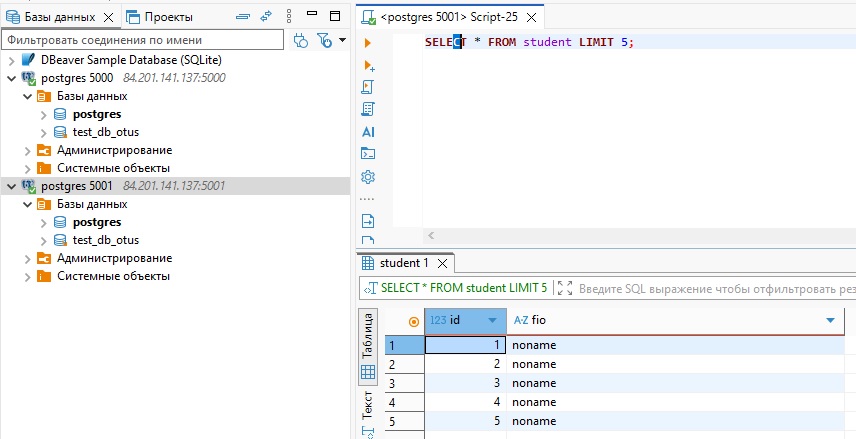 Базы данных
Проекты
Фильтровать соединения по имени
DBeaver Sample Database (SQLite)
postgres 5000 84.201.141.137:5000
Базы данных
postgres
test_db_otus
Администрирование
Системные объекты
postgres 5001 84.201.141.137:5001
Базы данных
postgres
test_db_otus
Администрирование
Системные объекты
<postgres 5001> Script-25
SELECT * FROM student LIMIT 5;
AI
student 1
SELECT * FROM student LIMIT 5 Введите SQL выражение чтобы отфильтровать рез
Таблица
Текст
123 id A-Z fio
1 1 noname
2 2 noname
3 3 noname
4 4 noname
5 5 noname